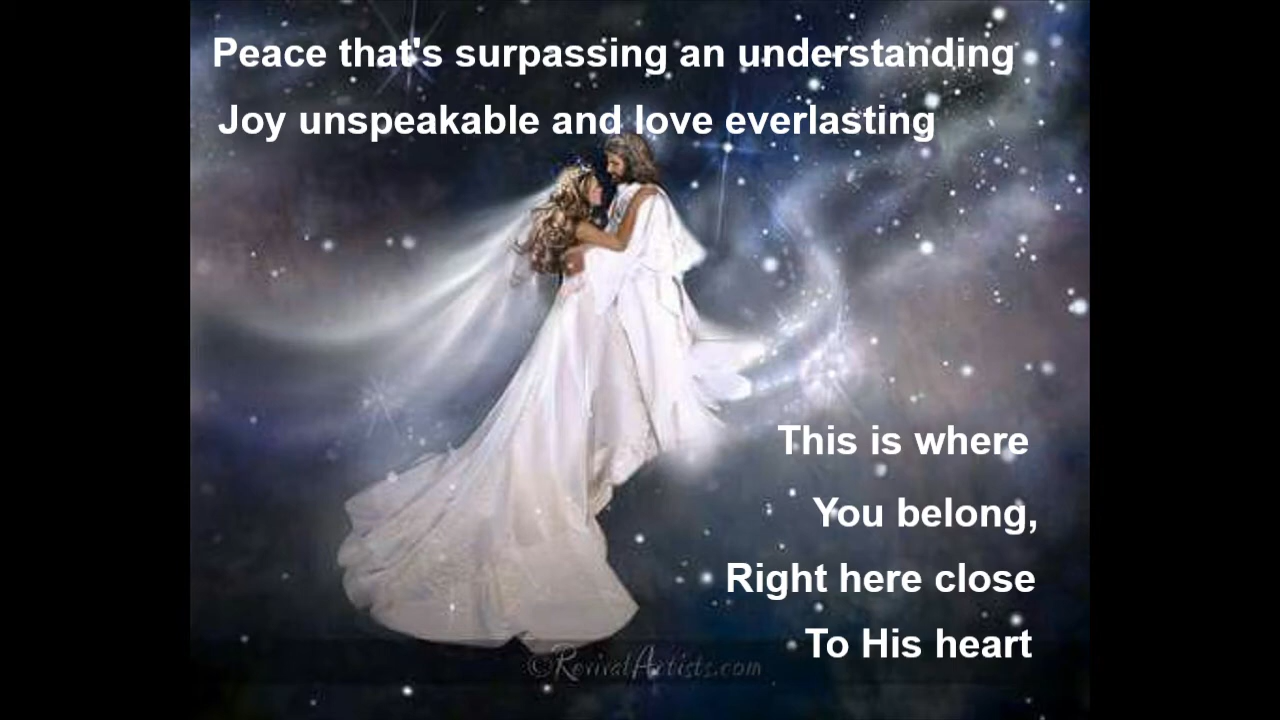 Peace that's surpassing an understanding
Joy unspeakable and love everlasting
This is where
You belong,
Right here close
To His heart
©RevivalArtists.com